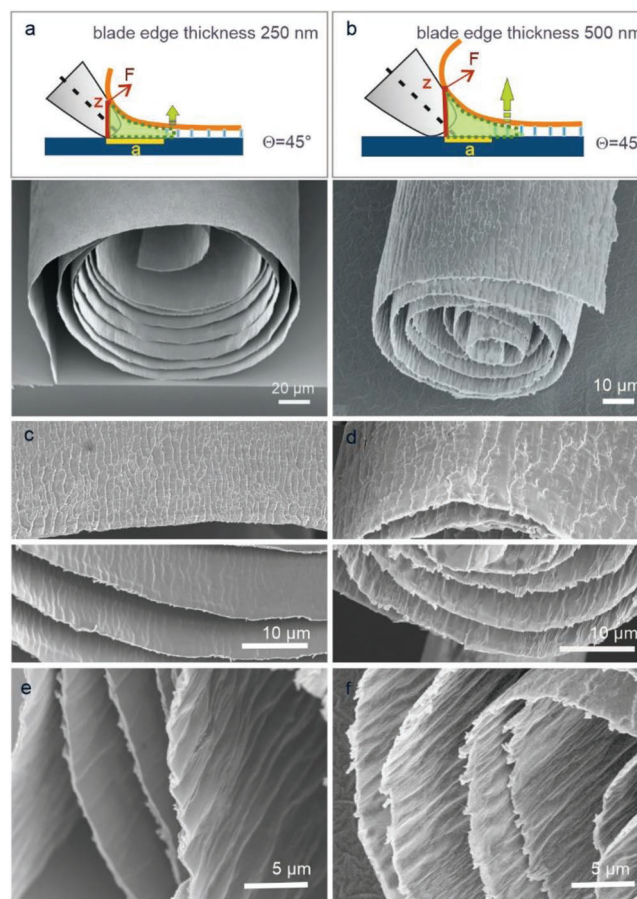 a
blade edge thickness 250 nm
F
z
a
Θ=45°
b
blade edge thickness 500 nm
F
z
a
Θ=45°
20 µm
10 µm
c
10 µm
d
10 µm
e
5 µm
f
5 µm